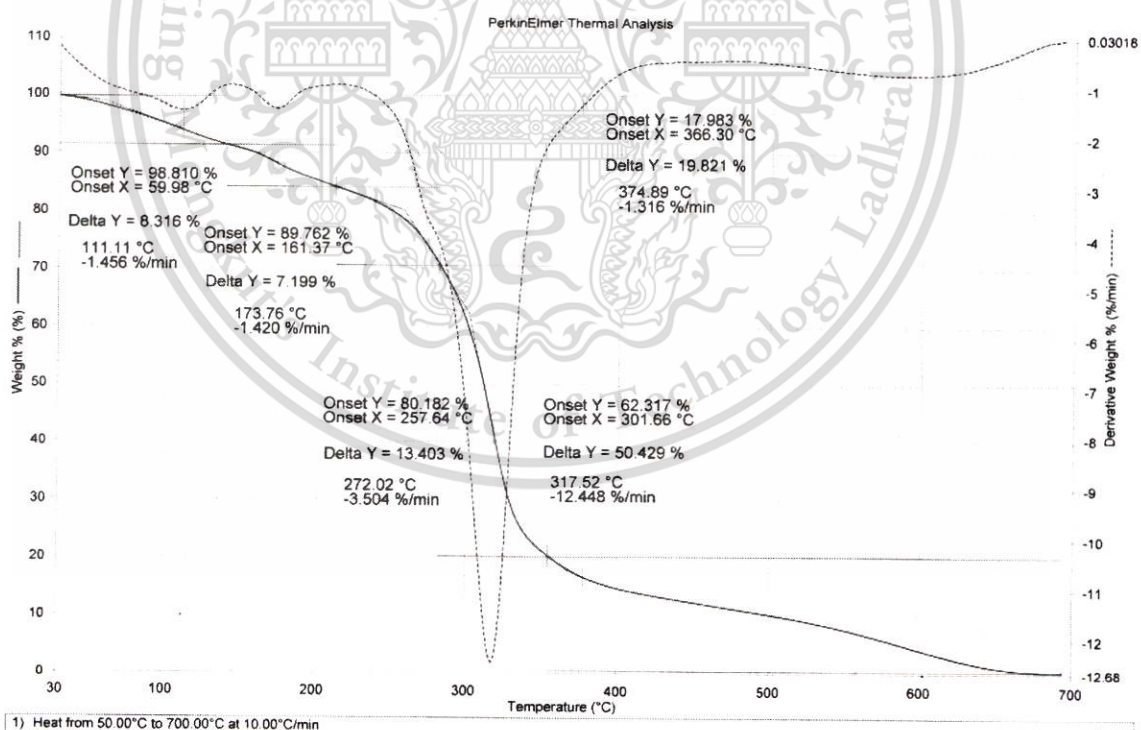 PerkinElmer Thermal Analysis
110
100
90
80
70
60
50
40
30
20
10
0
Weight % (%)
Onset Y = 98.810 %
Onset X = 59.98 °C
Delta Y = 8.316 %
111.11 °C
-1.456 %/min
Onset Y = 89.762 %
Onset X = 161.37 °C
Delta Y = 7.199 %
173.76 °C
-1.420 %/min
Onset Y = 80.182 %
Onset X = 257.64 °C
Delta Y = 13.403 %
272.02 °C
-3.504 %/min
Onset Y = 62.317 %
Onset X = 301.66 °C
Delta Y = 50.429 %
317.52 °C
-12.448 %/min
Onset Y = 17.983 %
Onset X = 366.30 °C
Delta Y = 19.821 %
374.89 °C
-1.316 %/min
0.03018
-1
-2
-3
-4
-5
-6
-7
-8
-9
-10
-11
-12
-12.68
Derivative Weight % (%/min)
30
100
200
300
400
500
600
700
Temperature (°C)
1) Heat from 50.00°C to 700.00°C at 10.00°C/min
Institute of Technology Ladkraban